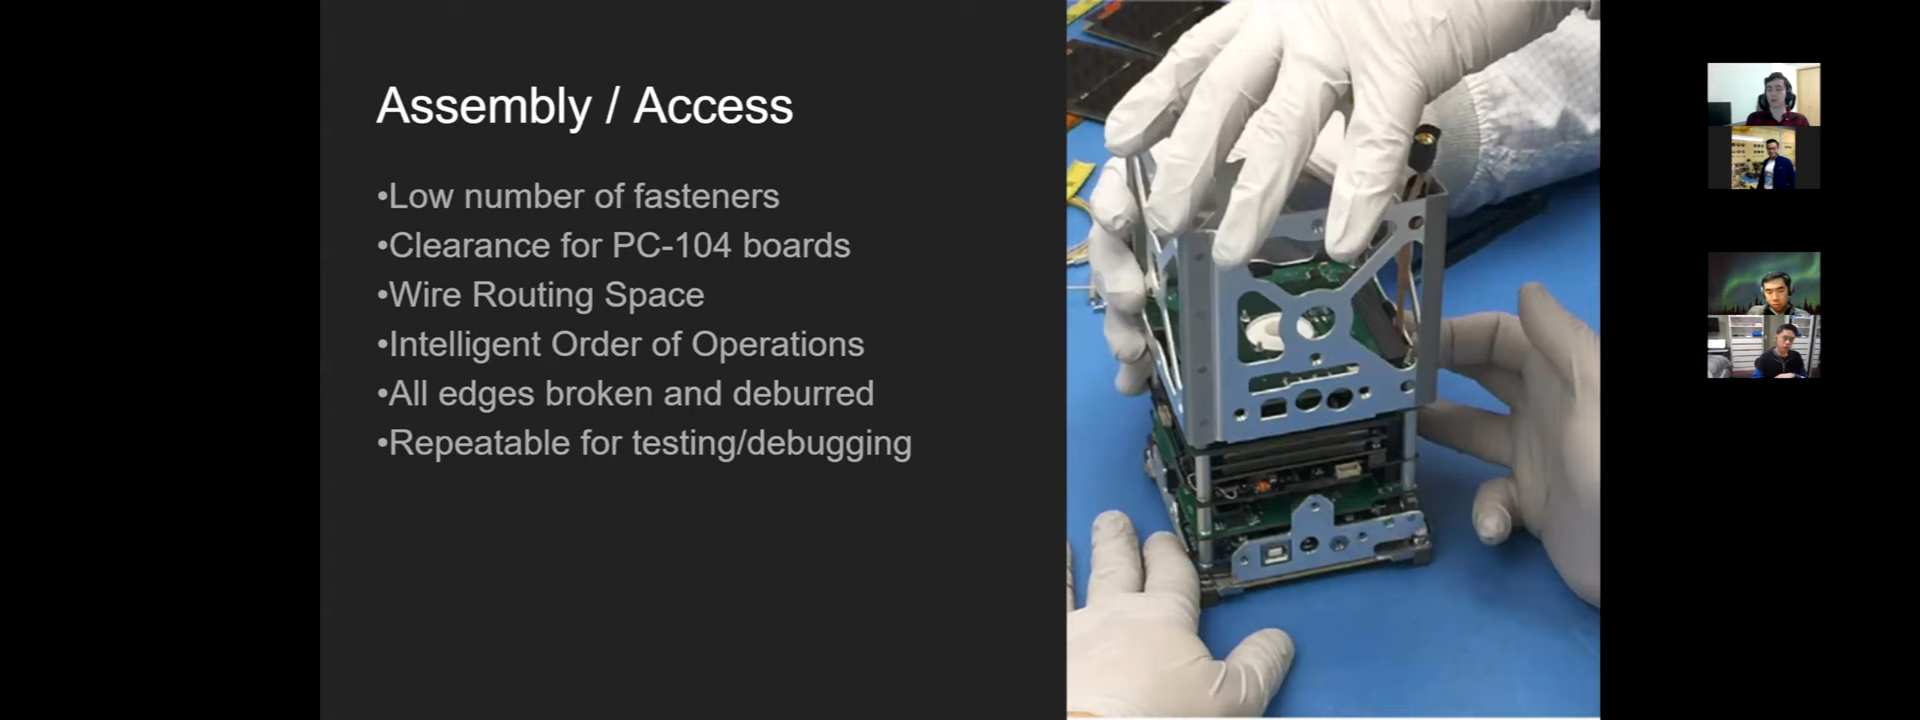 Assembly / Access
•Low number of fasteners
•Clearance for PC-104 boards
•Wire Routing Space
•Intelligent Order of Operations
•All edges broken and deburred
•Repeatable for testing/debugging